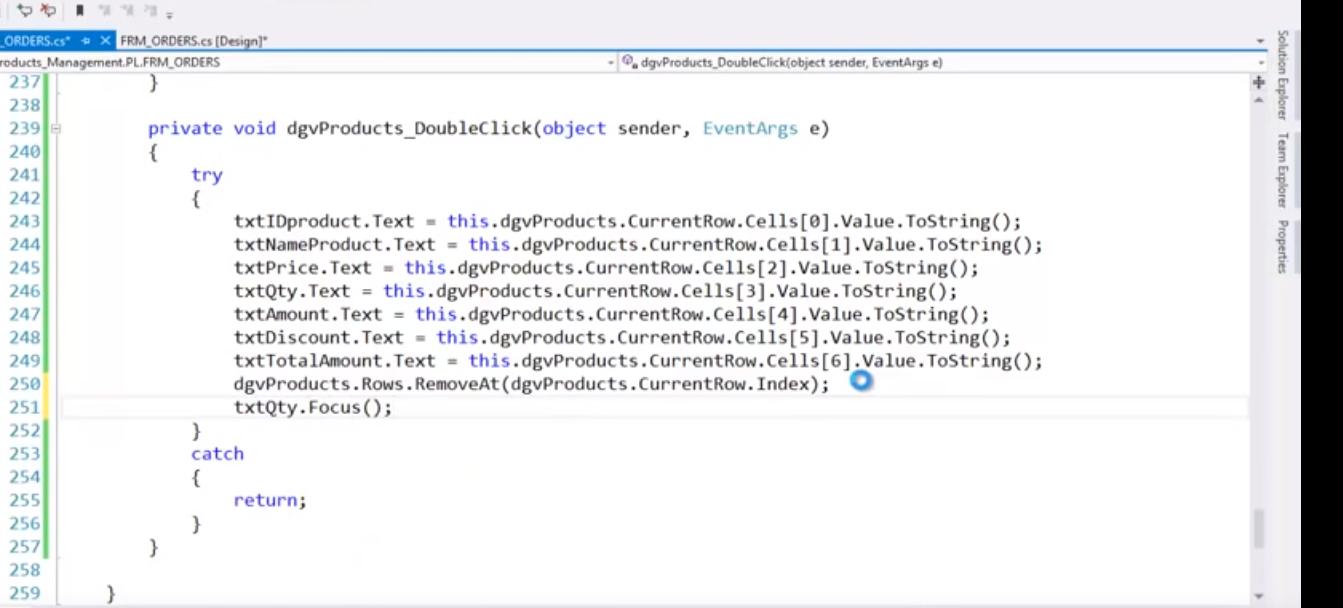 _ORDERS.cs*
FRM_ORDERS.cs [Design]*
roducts_Management.PL.FRM_ORDERS
dgvProducts_DoubleClick(object sender, EventArgs e)
237 }
238
239 private void dgvProducts_DoubleClick(object sender, EventArgs e)
240 {
241 try
242 {
243 txtIDproduct.Text = this.dgvProducts.CurrentRow.Cells[0].Value.ToString();
244 txtNameProduct.Text = this.dgvProducts.CurrentRow.Cells[1].Value.ToString();
245 txtPrice.Text = this.dgvProducts.CurrentRow.Cells[2].Value.ToString();
246 txtQty.Text = this.dgvProducts.CurrentRow.Cells[3].Value.ToString();
247 txtAmount.Text = this.dgvProducts.CurrentRow.Cells[4].Value.ToString();
248 txtDiscount.Text = this.dgvProducts.CurrentRow.Cells[5].Value.ToString();
249 txtTotalAmount.Text = this.dgvProducts.CurrentRow.Cells[6].Value.ToString();
250 dgvProducts.Rows.RemoveAt(dgvProducts.CurrentRow.Index);
251 txtQty.Focus();
252 }
253 catch
254 {
255 return;
256 }
257 }
258
259 }
Solution Explorer
Team Explorer
Properties